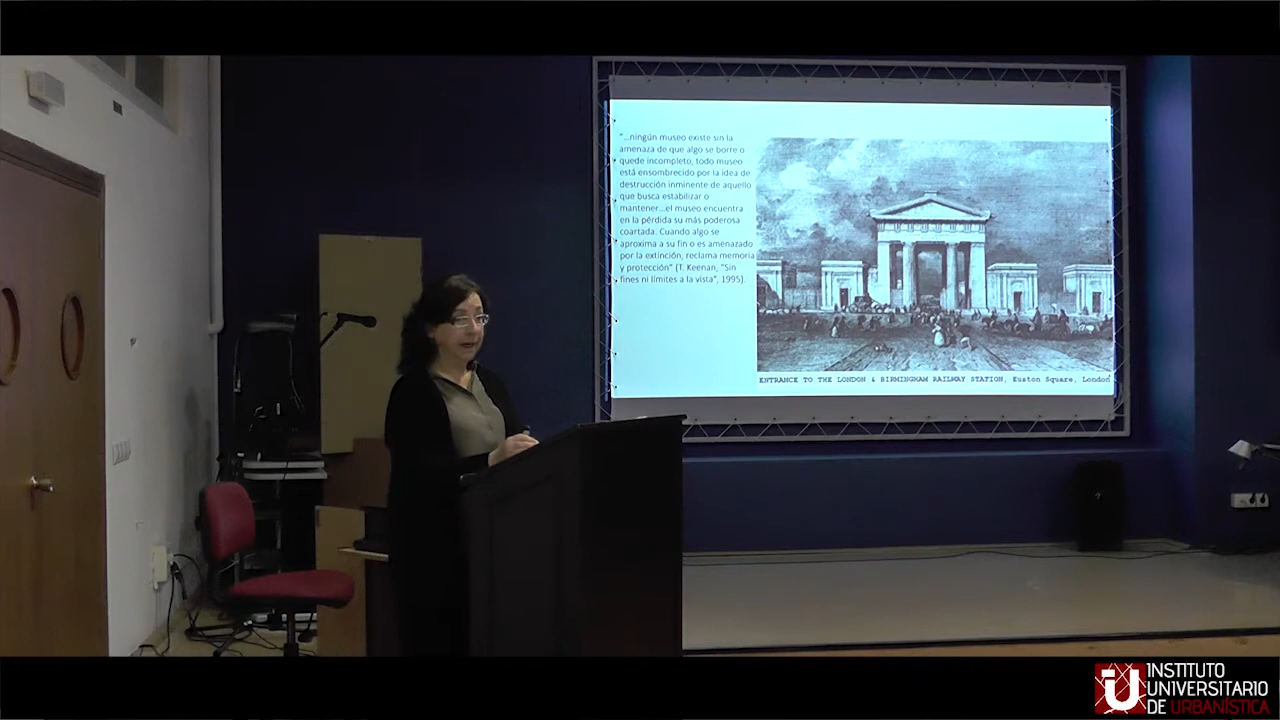 "...ningún museo existe sin la
amenaza de que algo se borre o
quede incompleto, todo museo
está ensombrecido por la idea de
destrucción inminente de aquello
que busca estabilizar o
mantener...el museo encuentra
en la pérdida su más poderosa
coartada. Cuando algo se
aproxima a su fin o es amenazado
por la extinción, reclama memoria
y protección" (T. Keenan, "Sin
fines ni límites a la vista", 1995).
ENTRANCE TO THE LONDON & BIRMINGHAM RAILWAY STATION, Euston Square, London
IU
INSTITUTO
UNIVERSITARIO
DE URBANÍSTICA